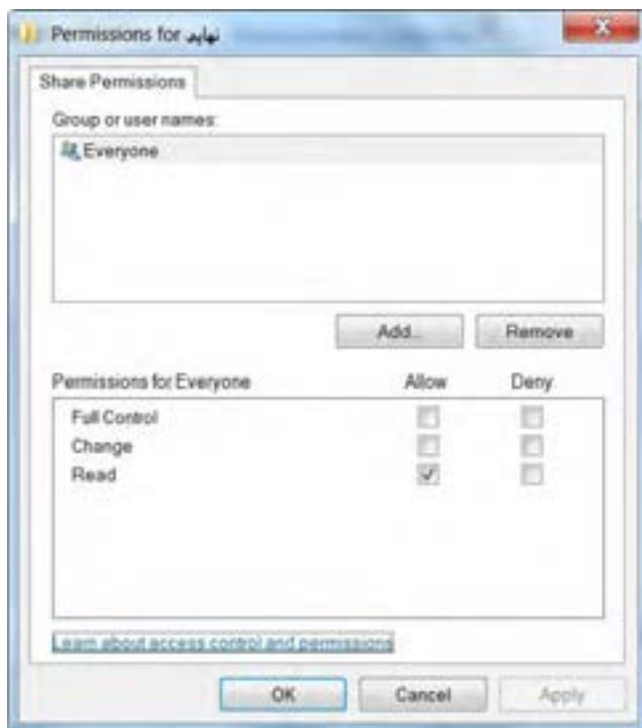 Permissions for نهاید
Share Permissions
Group or user names:
Everyone
Add...
Remove
Permissions for Everyone
Allow
Deny
Full Control
Change
Read
Learn about access control and permissions
OK
Cancel
Apply